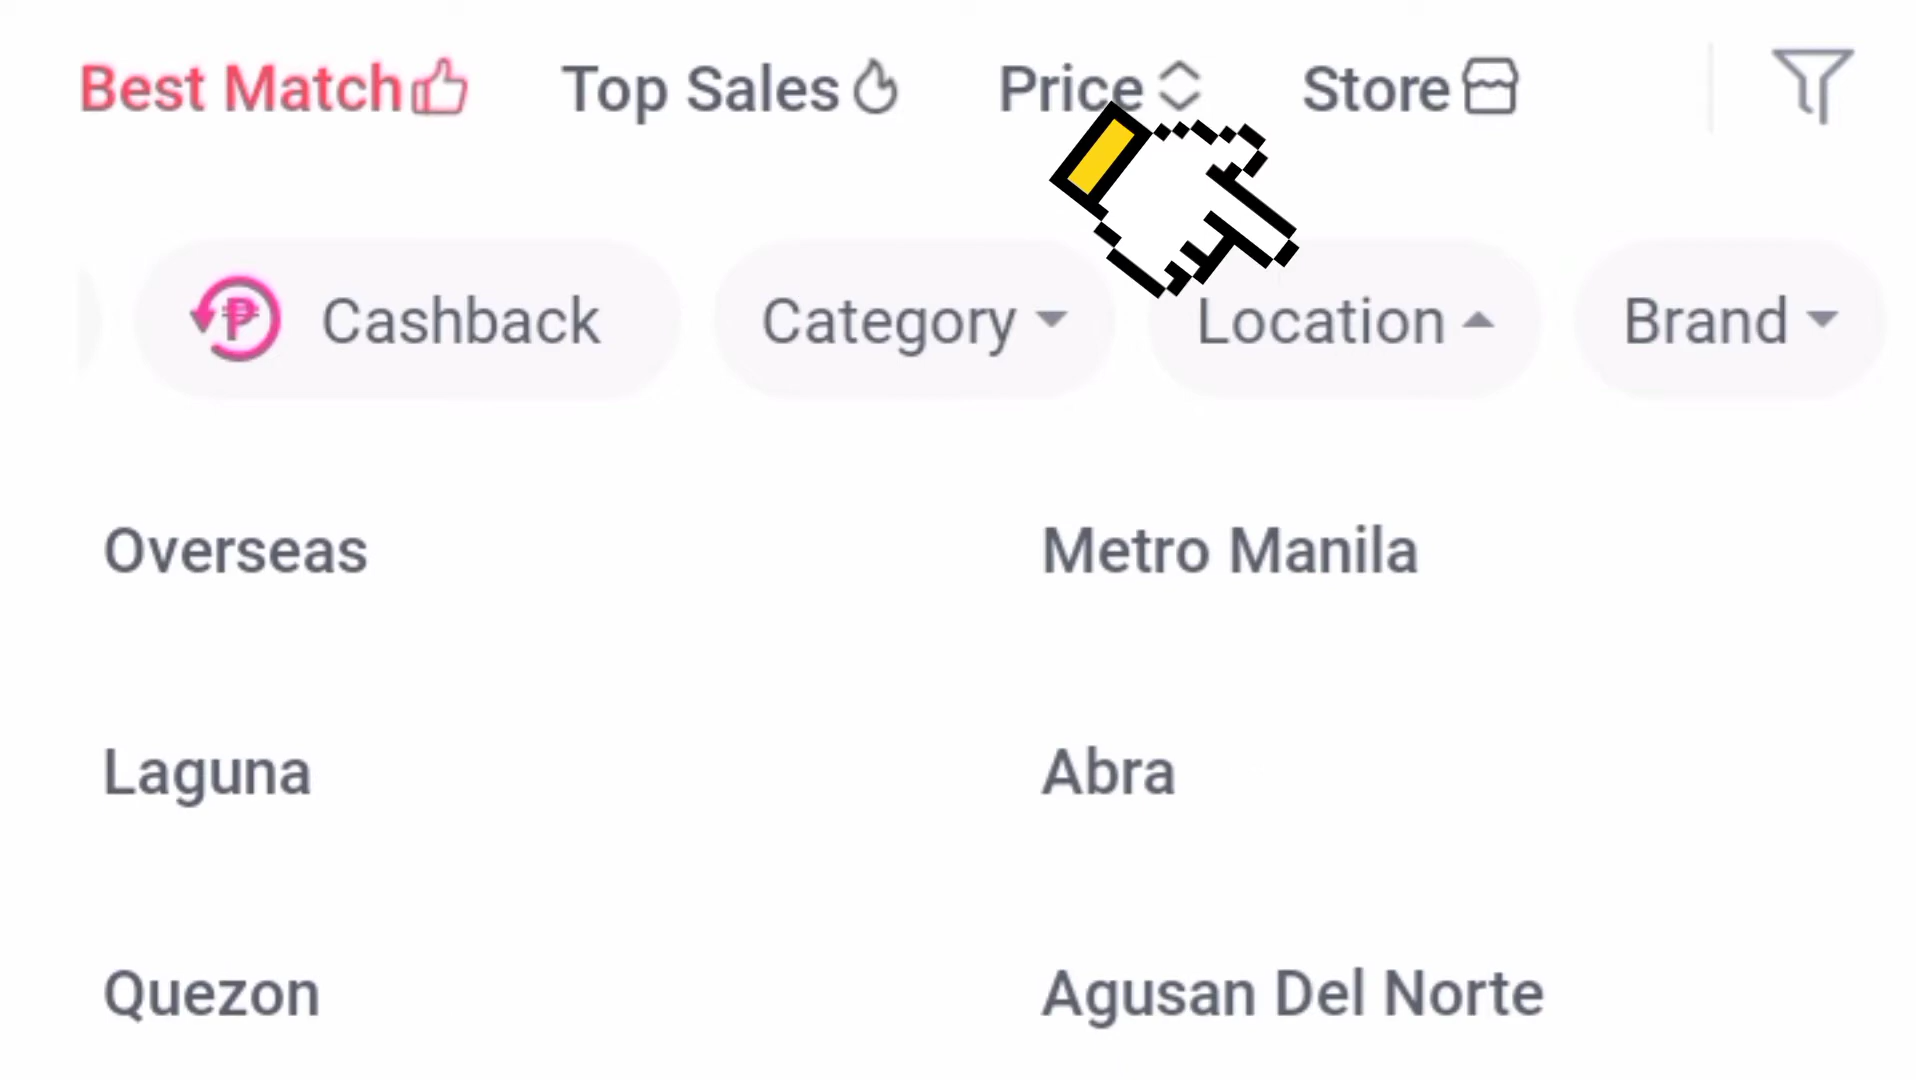 Best Match Top Sales Price Store
₱ Cashback Category Location Brand
Overseas Metro Manila
Laguna Abra
Quezon Agusan Del Norte